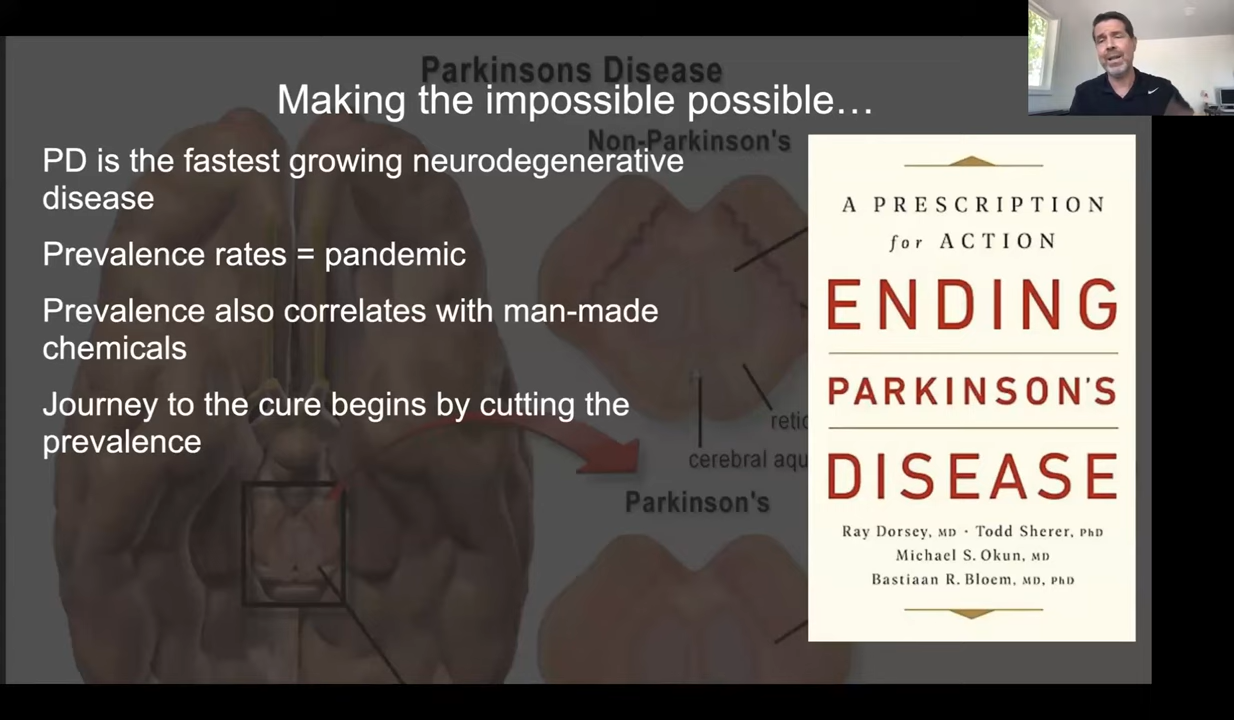 Parkinsons Disease
Making the impossible possible…
Non-Parkinson's
PD is the fastest growing neurodegenerative
disease
Prevalence rates = pandemic
Prevalence also correlates with man-made
chemicals
Journey to the cure begins by cutting the
prevalence
cerebral
Parkinson's
A PRESCRIPTION
for ACTION
ENDING
PARKINSON'S
DISEASE
Ray Dorsey, MD · Todd Sherer, PhD
Michael S. Okun, MD
Bastiaan R. Bloem, MD, PhD